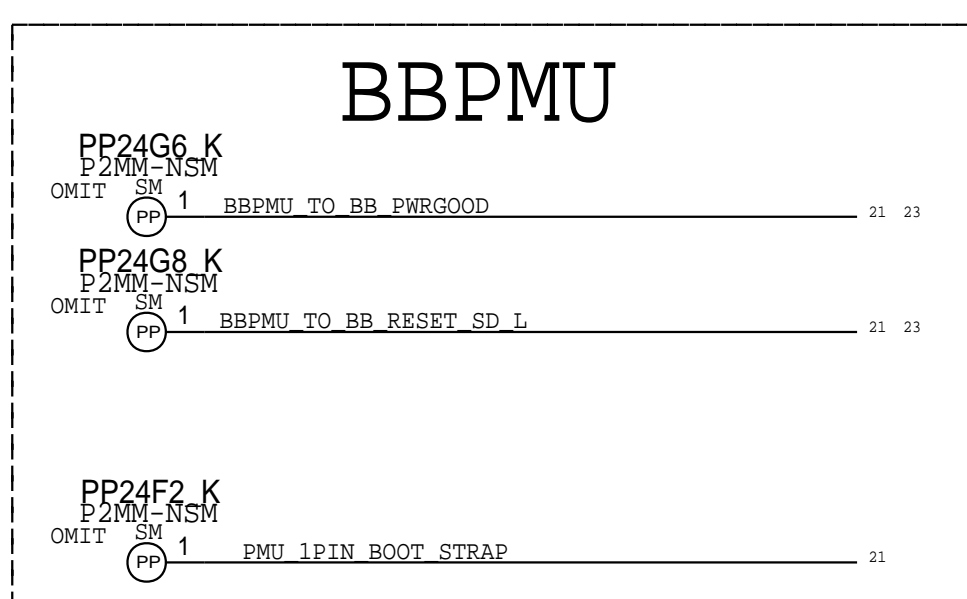 BBPMU
PP24G6_K
P2MM-NSM
OMIT SM
PP 1 BBPMU_TO_BB_PWRGOOD 21 23
PP24G8_K
P2MM-NSM
OMIT SM
PP 1 BBPMU_TO_BB_RESET_SD_L 21 23
PP24F2_K
P2MM-NSM
OMIT SM
PP 1 PMU_1PIN_BOOT_STRAP 21